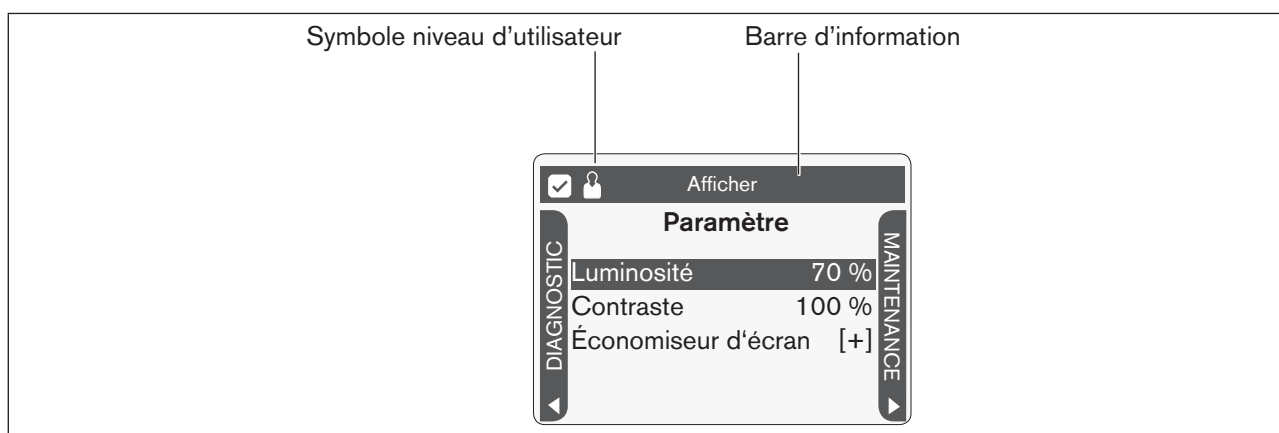 Symbole niveau d’utilisateur
Barre d’information
Afficher
Paramètre
DIAGNOSTIC
Luminosité 70 %
Contraste 100 %
Économiseur d‘écran [+]
MAINTENANCE